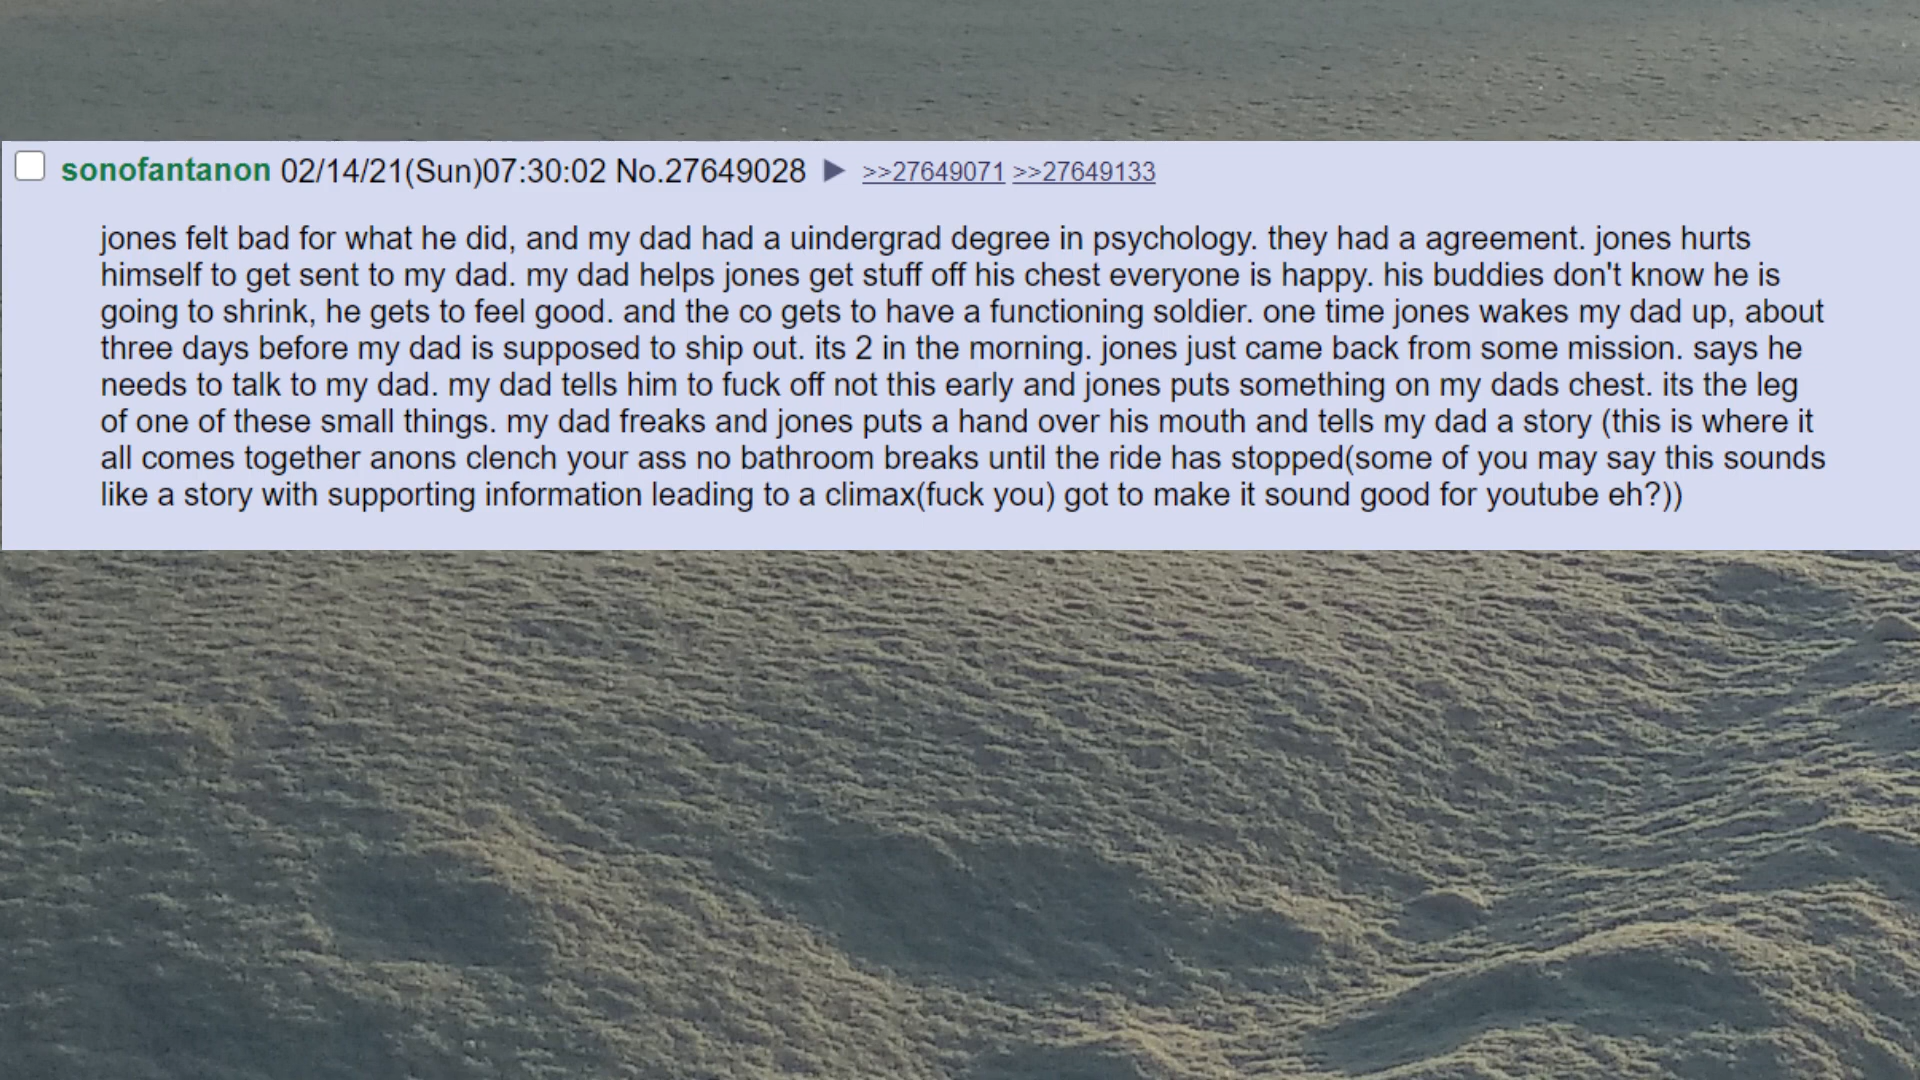 sonofantanon 02/14/21(Sun)07:30:02 No.27649028 ▶ >>27649071 >>27649133
jones felt bad for what he did, and my dad had a uindergrad degree in psychology. they had a agreement. jones hurts
himself to get sent to my dad. my dad helps jones get stuff off his chest everyone is happy. his buddies don't know he is
going to shrink, he gets to feel good. and the co gets to have a functioning soldier. one time jones wakes my dad up, about
three days before my dad is supposed to ship out. its 2 in the morning. jones just came back from some mission. says he
needs to talk to my dad. my dad tells him to fuck off not this early and jones puts something on my dads chest. its the leg
of one of these small things. my dad freaks and jones puts a hand over his mouth and tells my dad a story (this is where it
all comes together anons clench your ass no bathroom breaks until the ride has stopped(some of you may say this sounds
like a story with supporting information leading to a climax(fuck you) got to make it sound good for youtube eh?))